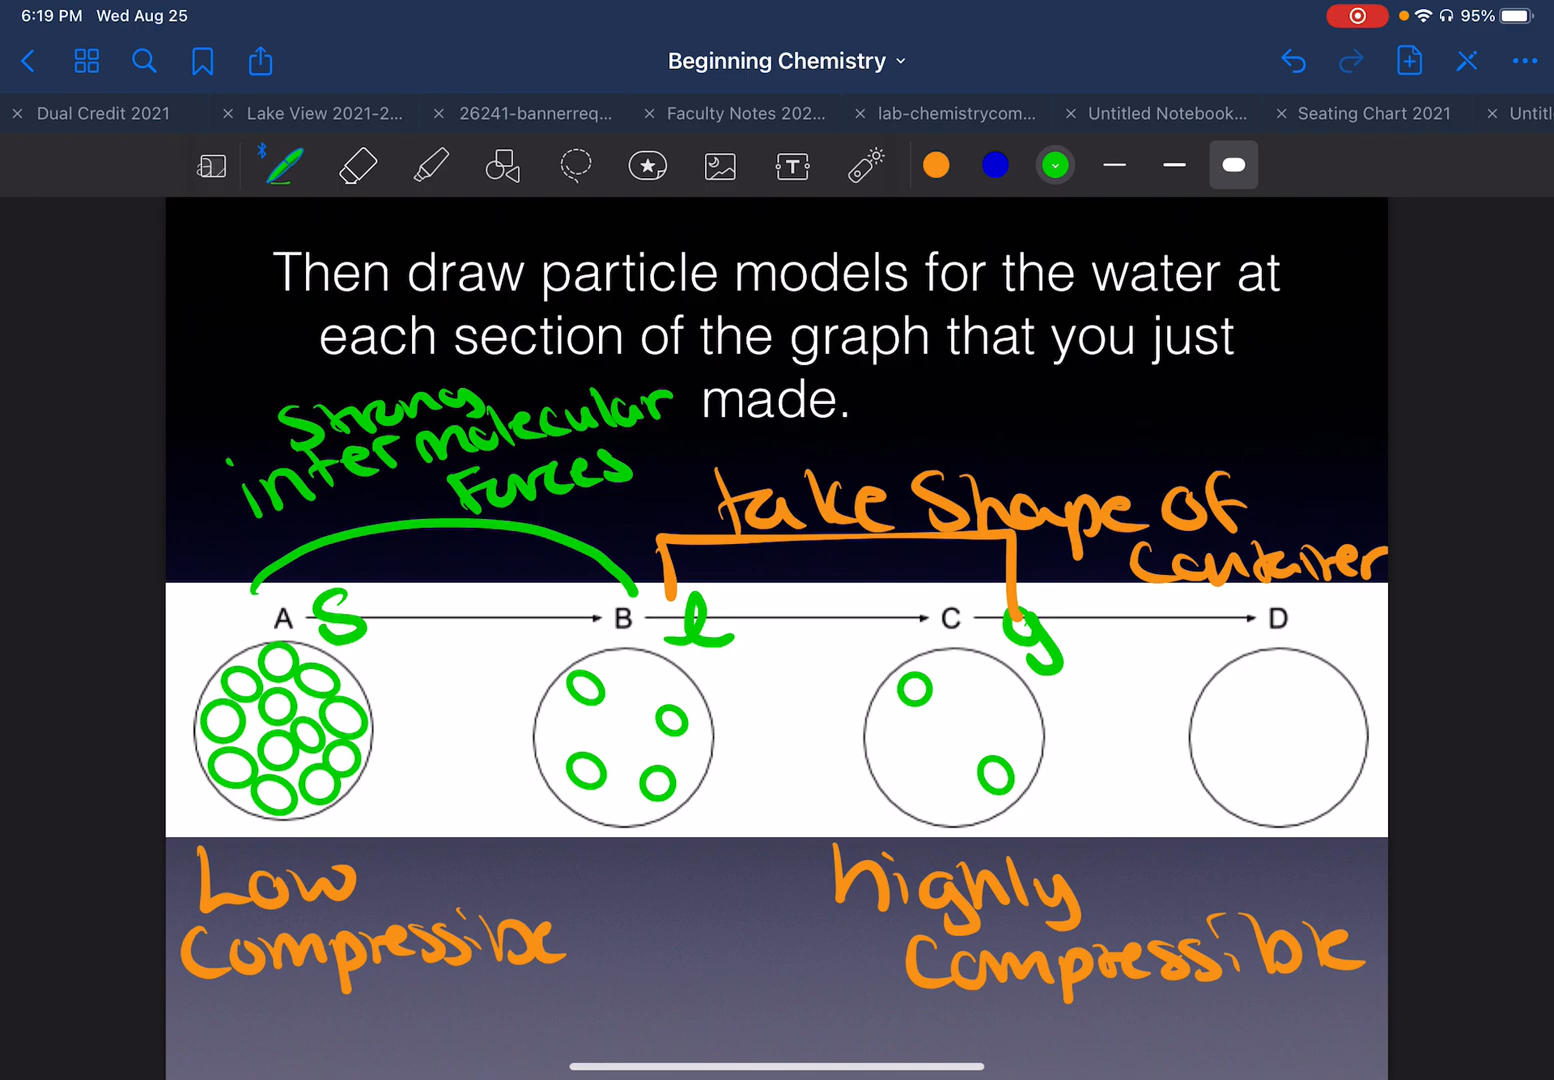 6:19 PM Wed Aug 25
95%
Beginning Chemistry
Dual Credit 2021
Lake View 2021-2...
26241-bannerreq...
Faculty Notes 202...
lab-chemistrycom...
Untitled Notebook...
Seating Chart 2021
Untitl
T
Then draw particle models for the water at
each section of the graph that you just
made.
Strong
intermolecular
Forces
take Shape of
Container
A S B l C g D
Low
Compressible
highly
Compressible